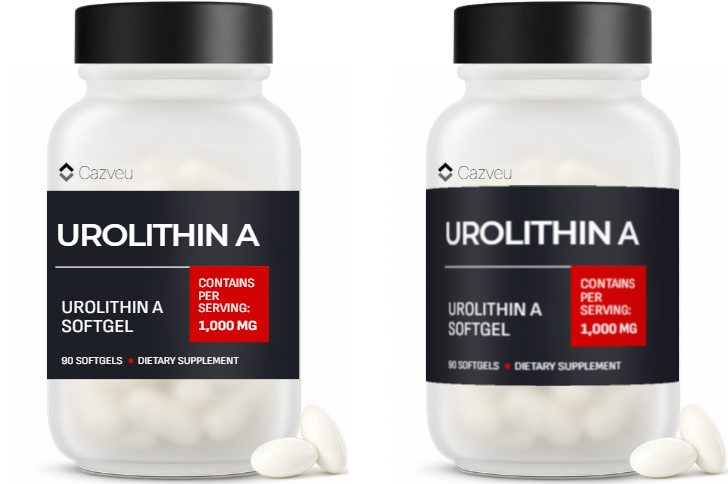 Cazveu
UROLITHIN A
UROLITHIN A
SOFTGEL
CONTAINS
PER
SERVING:
1,000 MG
90 SOFTGELS • DIETARY SUPPLEMENT
Cazveu
UROLITHIN A
UROLITHIN A
SOFTGEL
CONTAINS
PER
SERVING:
1,000 MG
90 SOFTGELS • DIETARY SUPPLEMENT